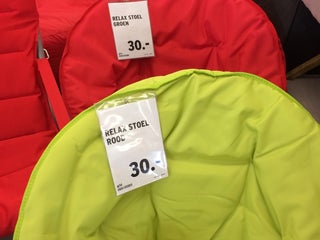 RELAX STOEL
GROEN
30.-
RELAX STOEL
ROOD
30.-